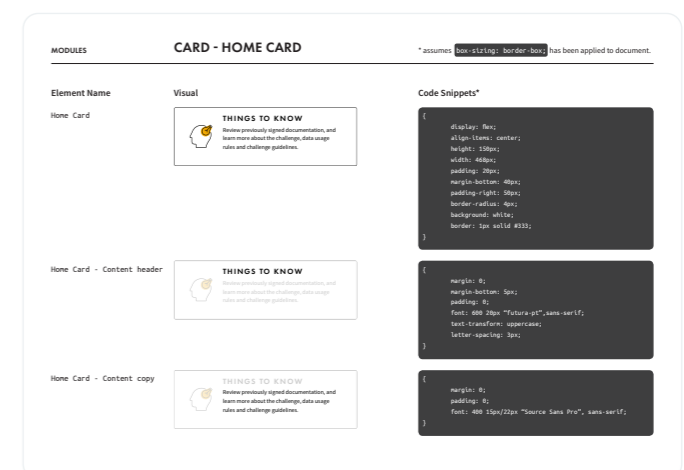 MODULES
CARD - HOME CARD
* assumes box-sizing: border-box; has been applied to document.
Element Name
Visual
Code Snippets*
Home Card
THINGS TO KNOW
Review previously signed documentation, and
learn more about the challenge, data usage
rules and challenge guidelines.
{
display: flex;
align-items: center;
height: 150px;
width: 468px;
padding: 20px;
margin-bottom: 40px;
padding-right: 50px;
border-radius: 4px;
background: white;
border: 1px solid #333;
}
Home Card - Content header
THINGS TO KNOW
Review previously signed documentation, and
learn more about the challenge, data usage
rules and challenge guidelines.
{
margin: 0;
margin-bottom: 5px;
padding: 0;
font: 600 20px “futura-pt”,sans-serif;
text-transform: uppercase;
letter-spacing: 3px;
}
Home Card - Content copy
THINGS TO KNOW
Review previously signed documentation, and
learn more about the challenge, data usage
rules and challenge guidelines.
{
margin: 0;
padding: 0;
font: 400 15px/22px “Source Sans Pro”, sans-serif;
}